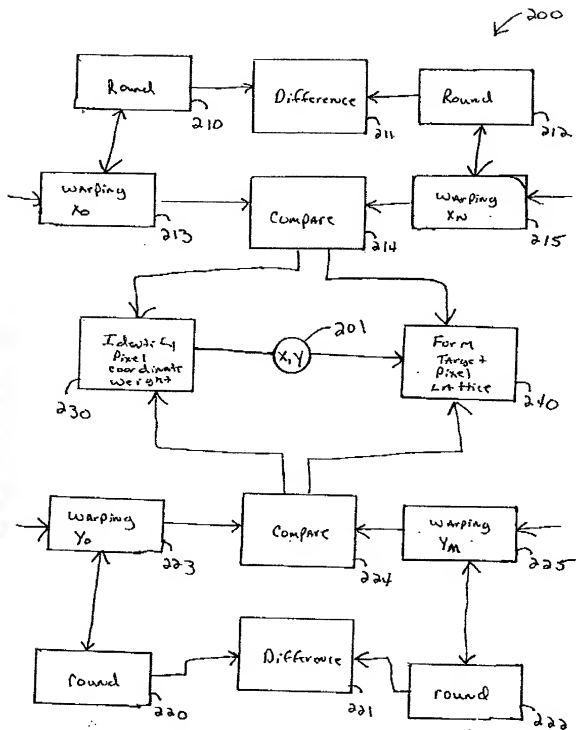 200
Round
210
Difference
211
Round
212
Warping
X0
213
Compare
214
Warping
XN
215
Identify
Pixel
Coordinate
Weight
230
X,Y
201
Form
Target
Pixel
Lattice
240
Warping
Y0
223
Compare
224
Warping
YM
225
round
220
Difference
221
round
222